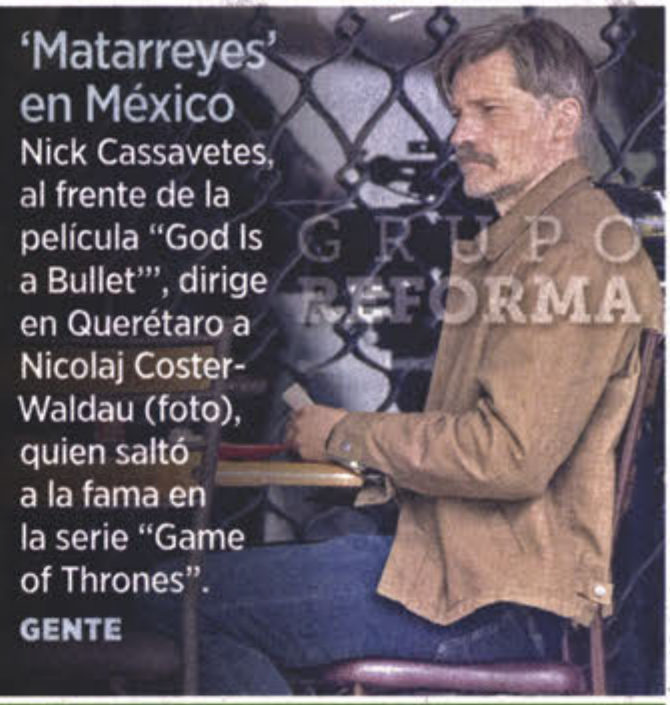 ‘Matarreyes’
en México
Nick Cassavetes,
al frente de la
película “God Is
a Bullet”’, dirige
en Querétaro a
Nicolaj Coster-
Waldau (foto),
quien saltó
a la fama en
la serie “Game
of Thrones”.
GENTE
GRUPO
REFORMA